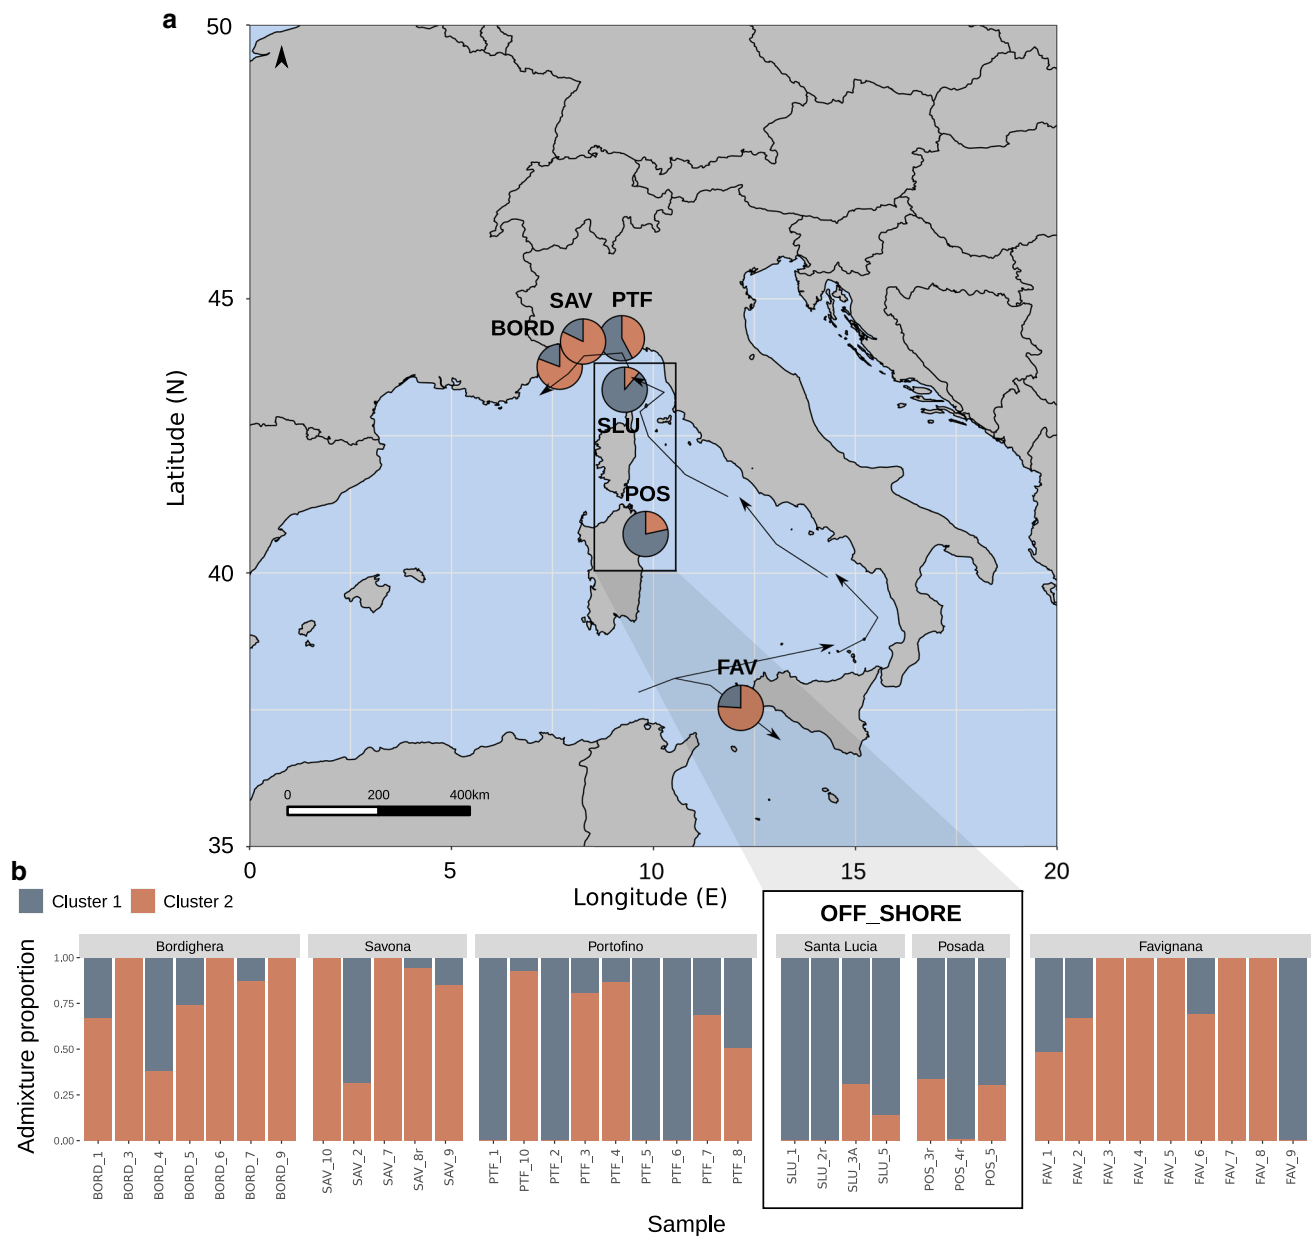 a
50
45
40
35
Latitude (N)
SAV
PTF
BORD
SLU
POS
FAV
0
200
400km
0
5
10
15
20
Longitude (E)
b
Cluster 1
Cluster 2
OFF_SHORE
Bordighera
Savona
Portofino
Santa Lucia
Posada
Favignana
Admixture proportion
1.00
0.75
0.50
0.25
0.00
BORD_1
BORD_3
BORD_4
BORD_5
BORD_6
BORD_7
BORD_9
SAV_10
SAV_2
SAV_7
SAV_8r
SAV_9
PTF_1
PTF_10
PTF_2
PTF_3
PTF_4
PTF_5
PTF_6
PTF_7
PTF_8
SLU_1
SLU_2r
SLU_3A
SLU_5
POS_3r
POS_4r
POS_5
FAV_1
FAV_2
FAV_3
FAV_4
FAV_5
FAV_6
FAV_7
FAV_8
FAV_9
Sample